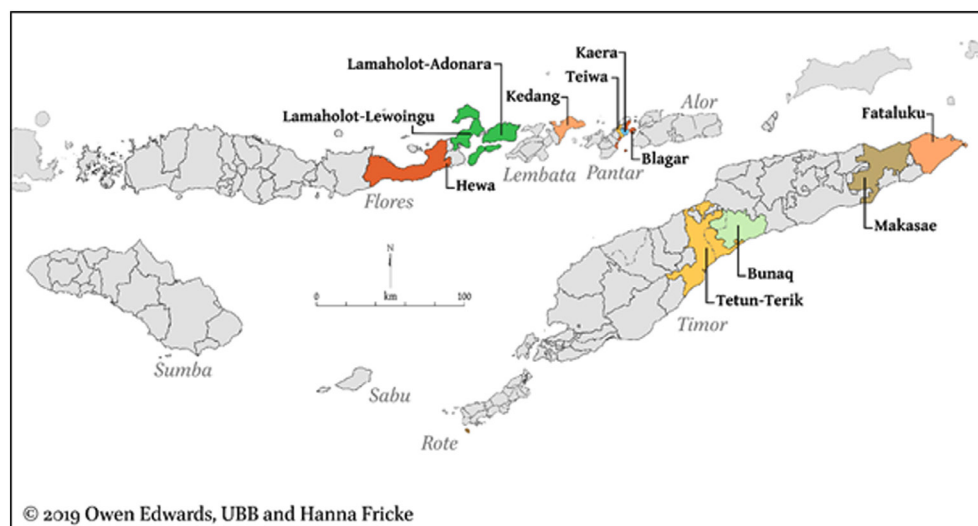 Kaera
Lamaholot-Adonara
Teiwa
Kedang
Alor
Lamaholot-Lewoingu
Fataluku
Blagar
Lembata
Pantar
Hewa
Flores
Makasae
N
Bunaq
0
km
100
Tetun-Terik
Timor
Sumba
Sabu
Rote
© 2019 Owen Edwards, UBB and Hanna Fricke